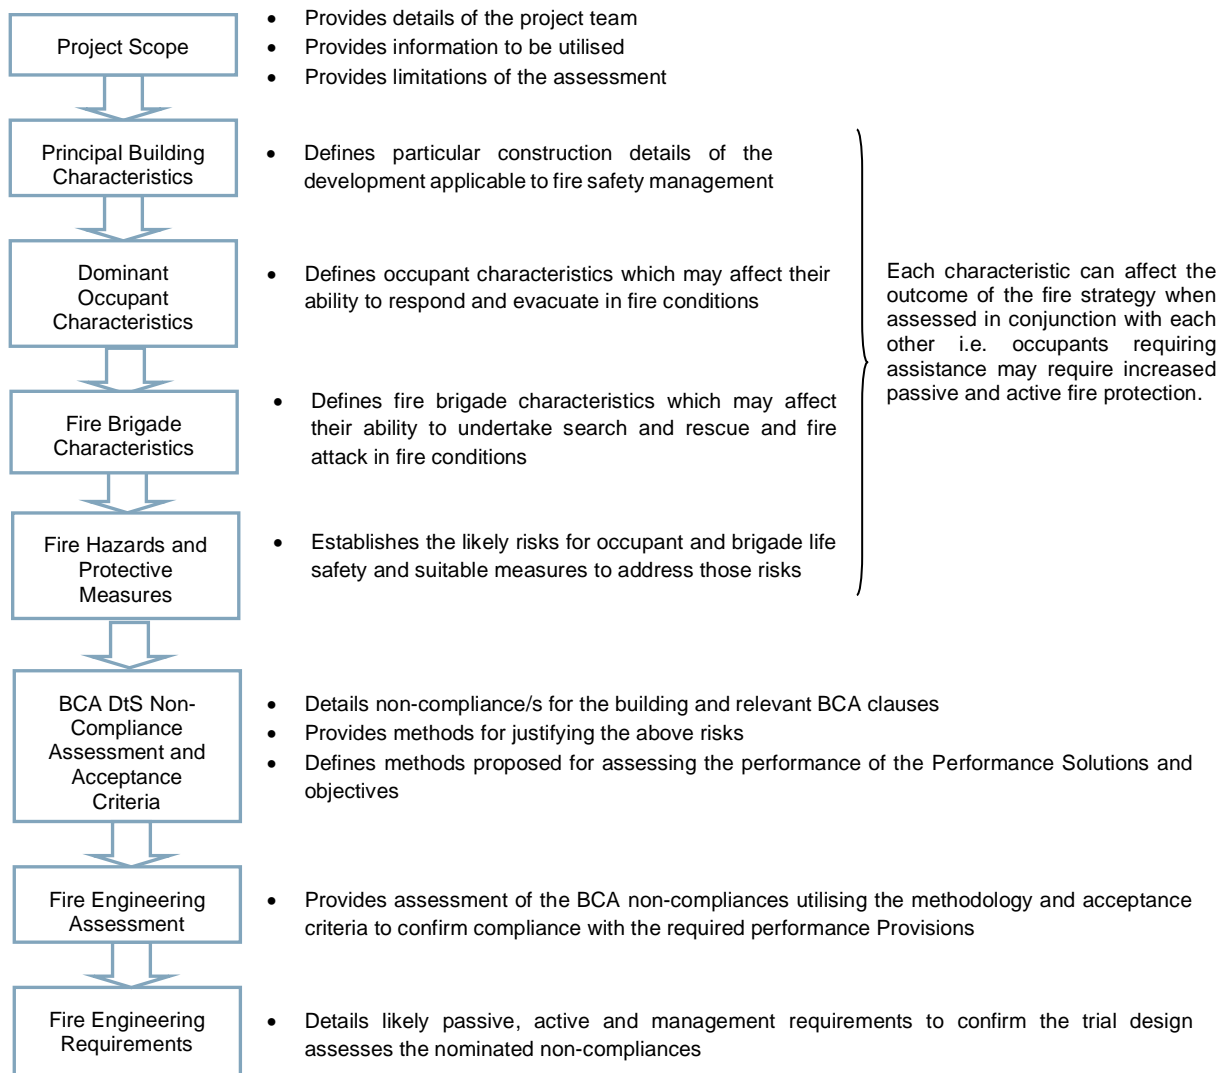 Project Scope
• Provides details of the project team
• Provides information to be utilised
• Provides limitations of the assessment
Principal Building
Characteristics
• Defines particular construction details of the
development applicable to fire safety management
Dominant
Occupant
Characteristics
• Defines occupant characteristics which may affect their
ability to respond and evacuate in fire conditions
Fire Brigade
Characteristics
• Defines fire brigade characteristics which may affect
their ability to undertake search and rescue and fire
attack in fire conditions
Fire Hazards and
Protective
Measures
• Establishes the likely risks for occupant and brigade life
safety and suitable measures to address those risks
Each characteristic can affect the
outcome of the fire strategy when
assessed in conjunction with each
other i.e. occupants requiring
assistance may require increased
passive and active fire protection.
BCA DtS Non-
Compliance
Assessment and
Acceptance
Criteria
• Details non-compliance/s for the building and relevant BCA clauses
• Provides methods for justifying the above risks
• Defines methods proposed for assessing the performance of the Performance Solutions and
objectives
Fire Engineering
Assessment
• Provides assessment of the BCA non-compliances utilising the methodology and acceptance
criteria to confirm compliance with the required performance Provisions
Fire Engineering
Requirements
• Details likely passive, active and management requirements to confirm the trial design
assesses the nominated non-compliances